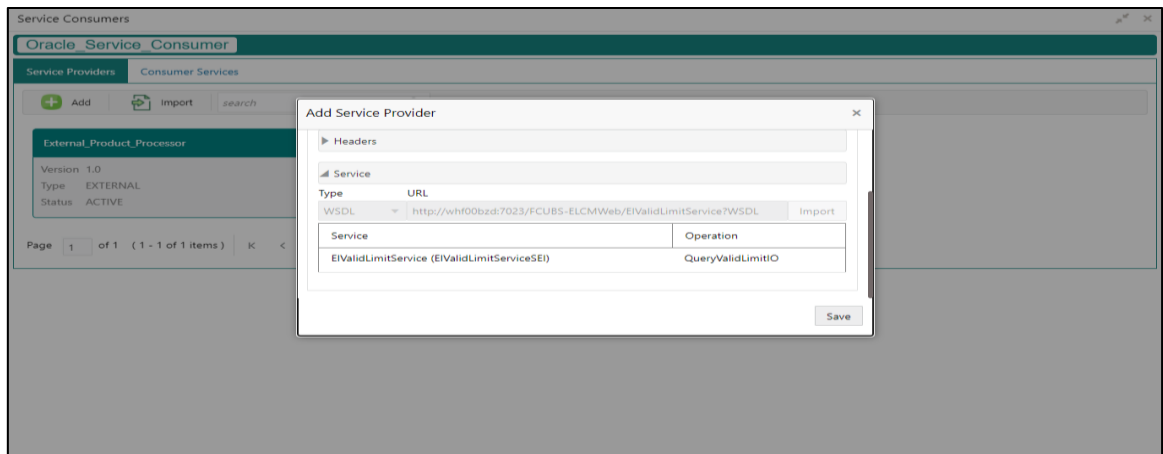 Service Consumers
Oracle_Service_Consumer
Service Providers Consumer Services
Add Import search
Add Service Provider
External_Product_Processor
Headers
Version 1.0
Service
Type EXTERNAL
Type URL
Status ACTIVE
WSDL http://whf00bzd:7023/FCUBS-ELCMWeb/ElValidLimitService?WSDL Import
Service Operation
Page 1 of 1 (1 - 1 of 1 items)
ElValidLimitService (ElValidLimitServiceSEI) QueryValidLimitIO
Save